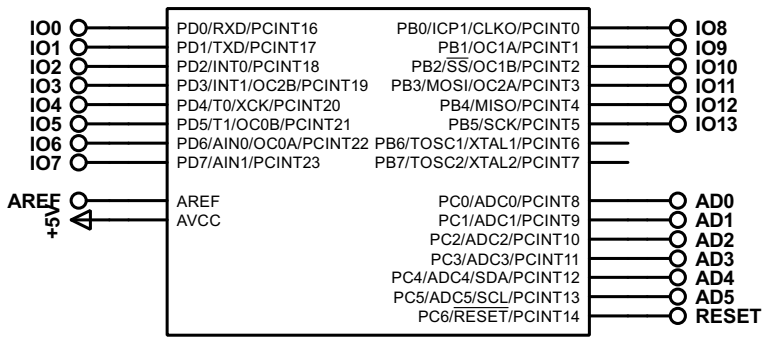 IO0 PD0/RXD/PCINT16 PB0/ICP1/CLKO/PCINT0 IO8
IO1 PD1/TXD/PCINT17 PB1/OC1A/PCINT1 IO9
IO2 PD2/INT0/PCINT18 PB2/SS/OC1B/PCINT2 IO10
IO3 PD3/INT1/OC2B/PCINT19 PB3/MOSI/OC2A/PCINT3 IO11
IO4 PD4/T0/XCK/PCINT20 PB4/MISO/PCINT4 IO12
IO5 PD5/T1/OC0B/PCINT21 PB5/SCK/PCINT5 IO13
IO6 PD6/AIN0/OC0A/PCINT22 PB6/TOSC1/XTAL1/PCINT6
IO7 PD7/AIN1/PCINT23 PB7/TOSC2/XTAL2/PCINT7
AREF AREF PC0/ADC0/PCINT8 AD0
+5V AVCC PC1/ADC1/PCINT9 AD1
PC2/ADC2/PCINT10 AD2
PC3/ADC3/PCINT11 AD3
PC4/ADC4/SDA/PCINT12 AD4
PC5/ADC5/SCL/PCINT13 AD5
PC6/RESET/PCINT14 RESET